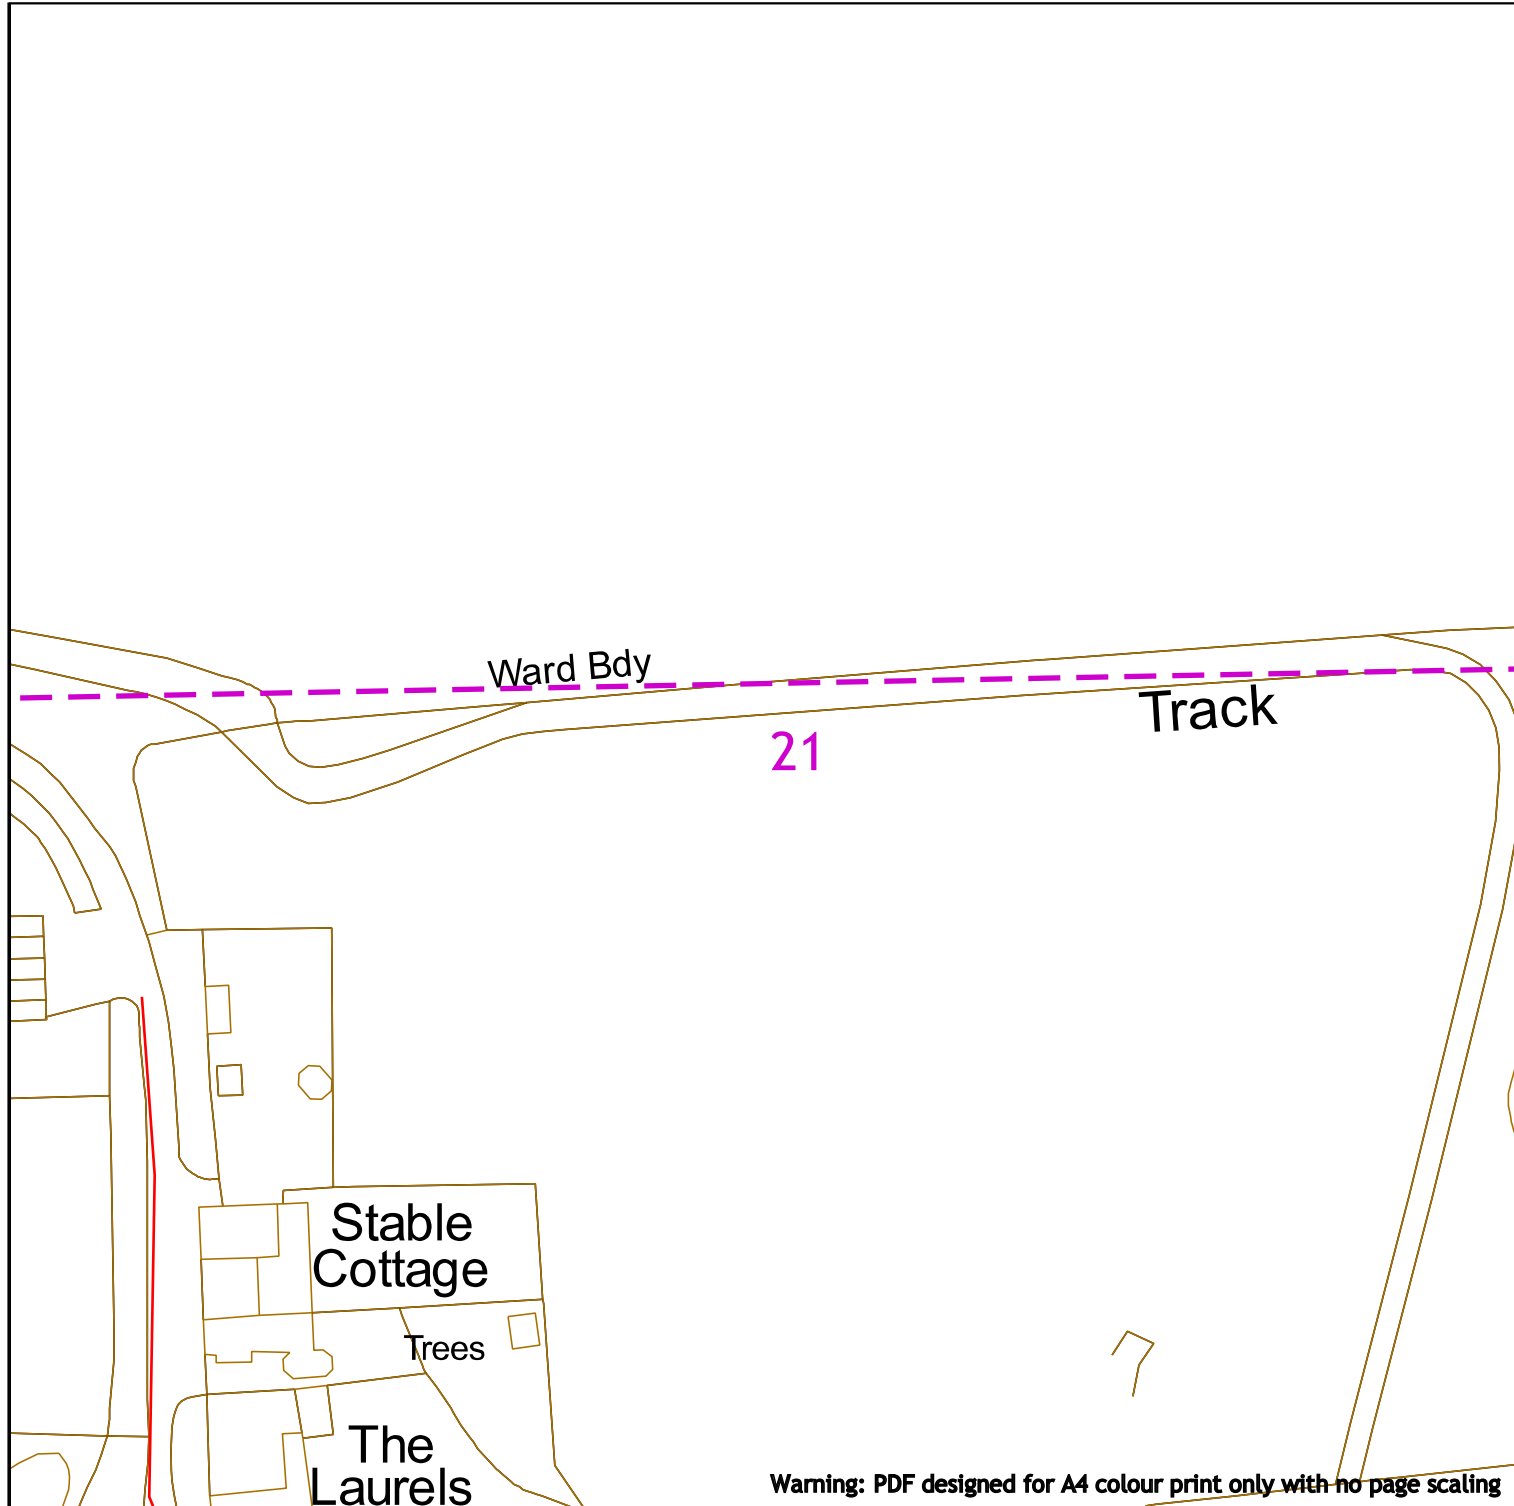 Ward Bdy
Track
21
Stable
Cottage
Trees
The
Laurels
Warning: PDF designed for A4 colour print only with no page scaling